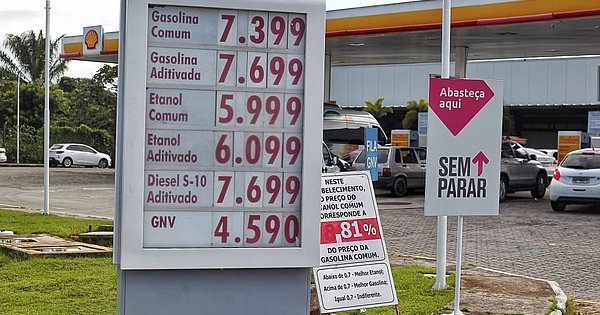 Gasolina
Comum
7.399
Gasolina
Aditivada
7.699
Etanol
Comum
5.999
Etanol
Aditivado
6.099
Diesel S-10
Aditivado
7.699
GNV
4.590
FILA
GNV
NESTE
ESTABELECIMENTO,
O PREÇO DO
ETANOL COMUM
CORRESPONDE A
81%
DO PREÇO DA
GASOLINA COMUM.
Abaixo de 0,7 - Melhor Etanol;
Acima de 0,7 - Melhor Gasolina;
Igual 0,7 - Indiferente.
Abasteça
aqui
SEM
PARAR